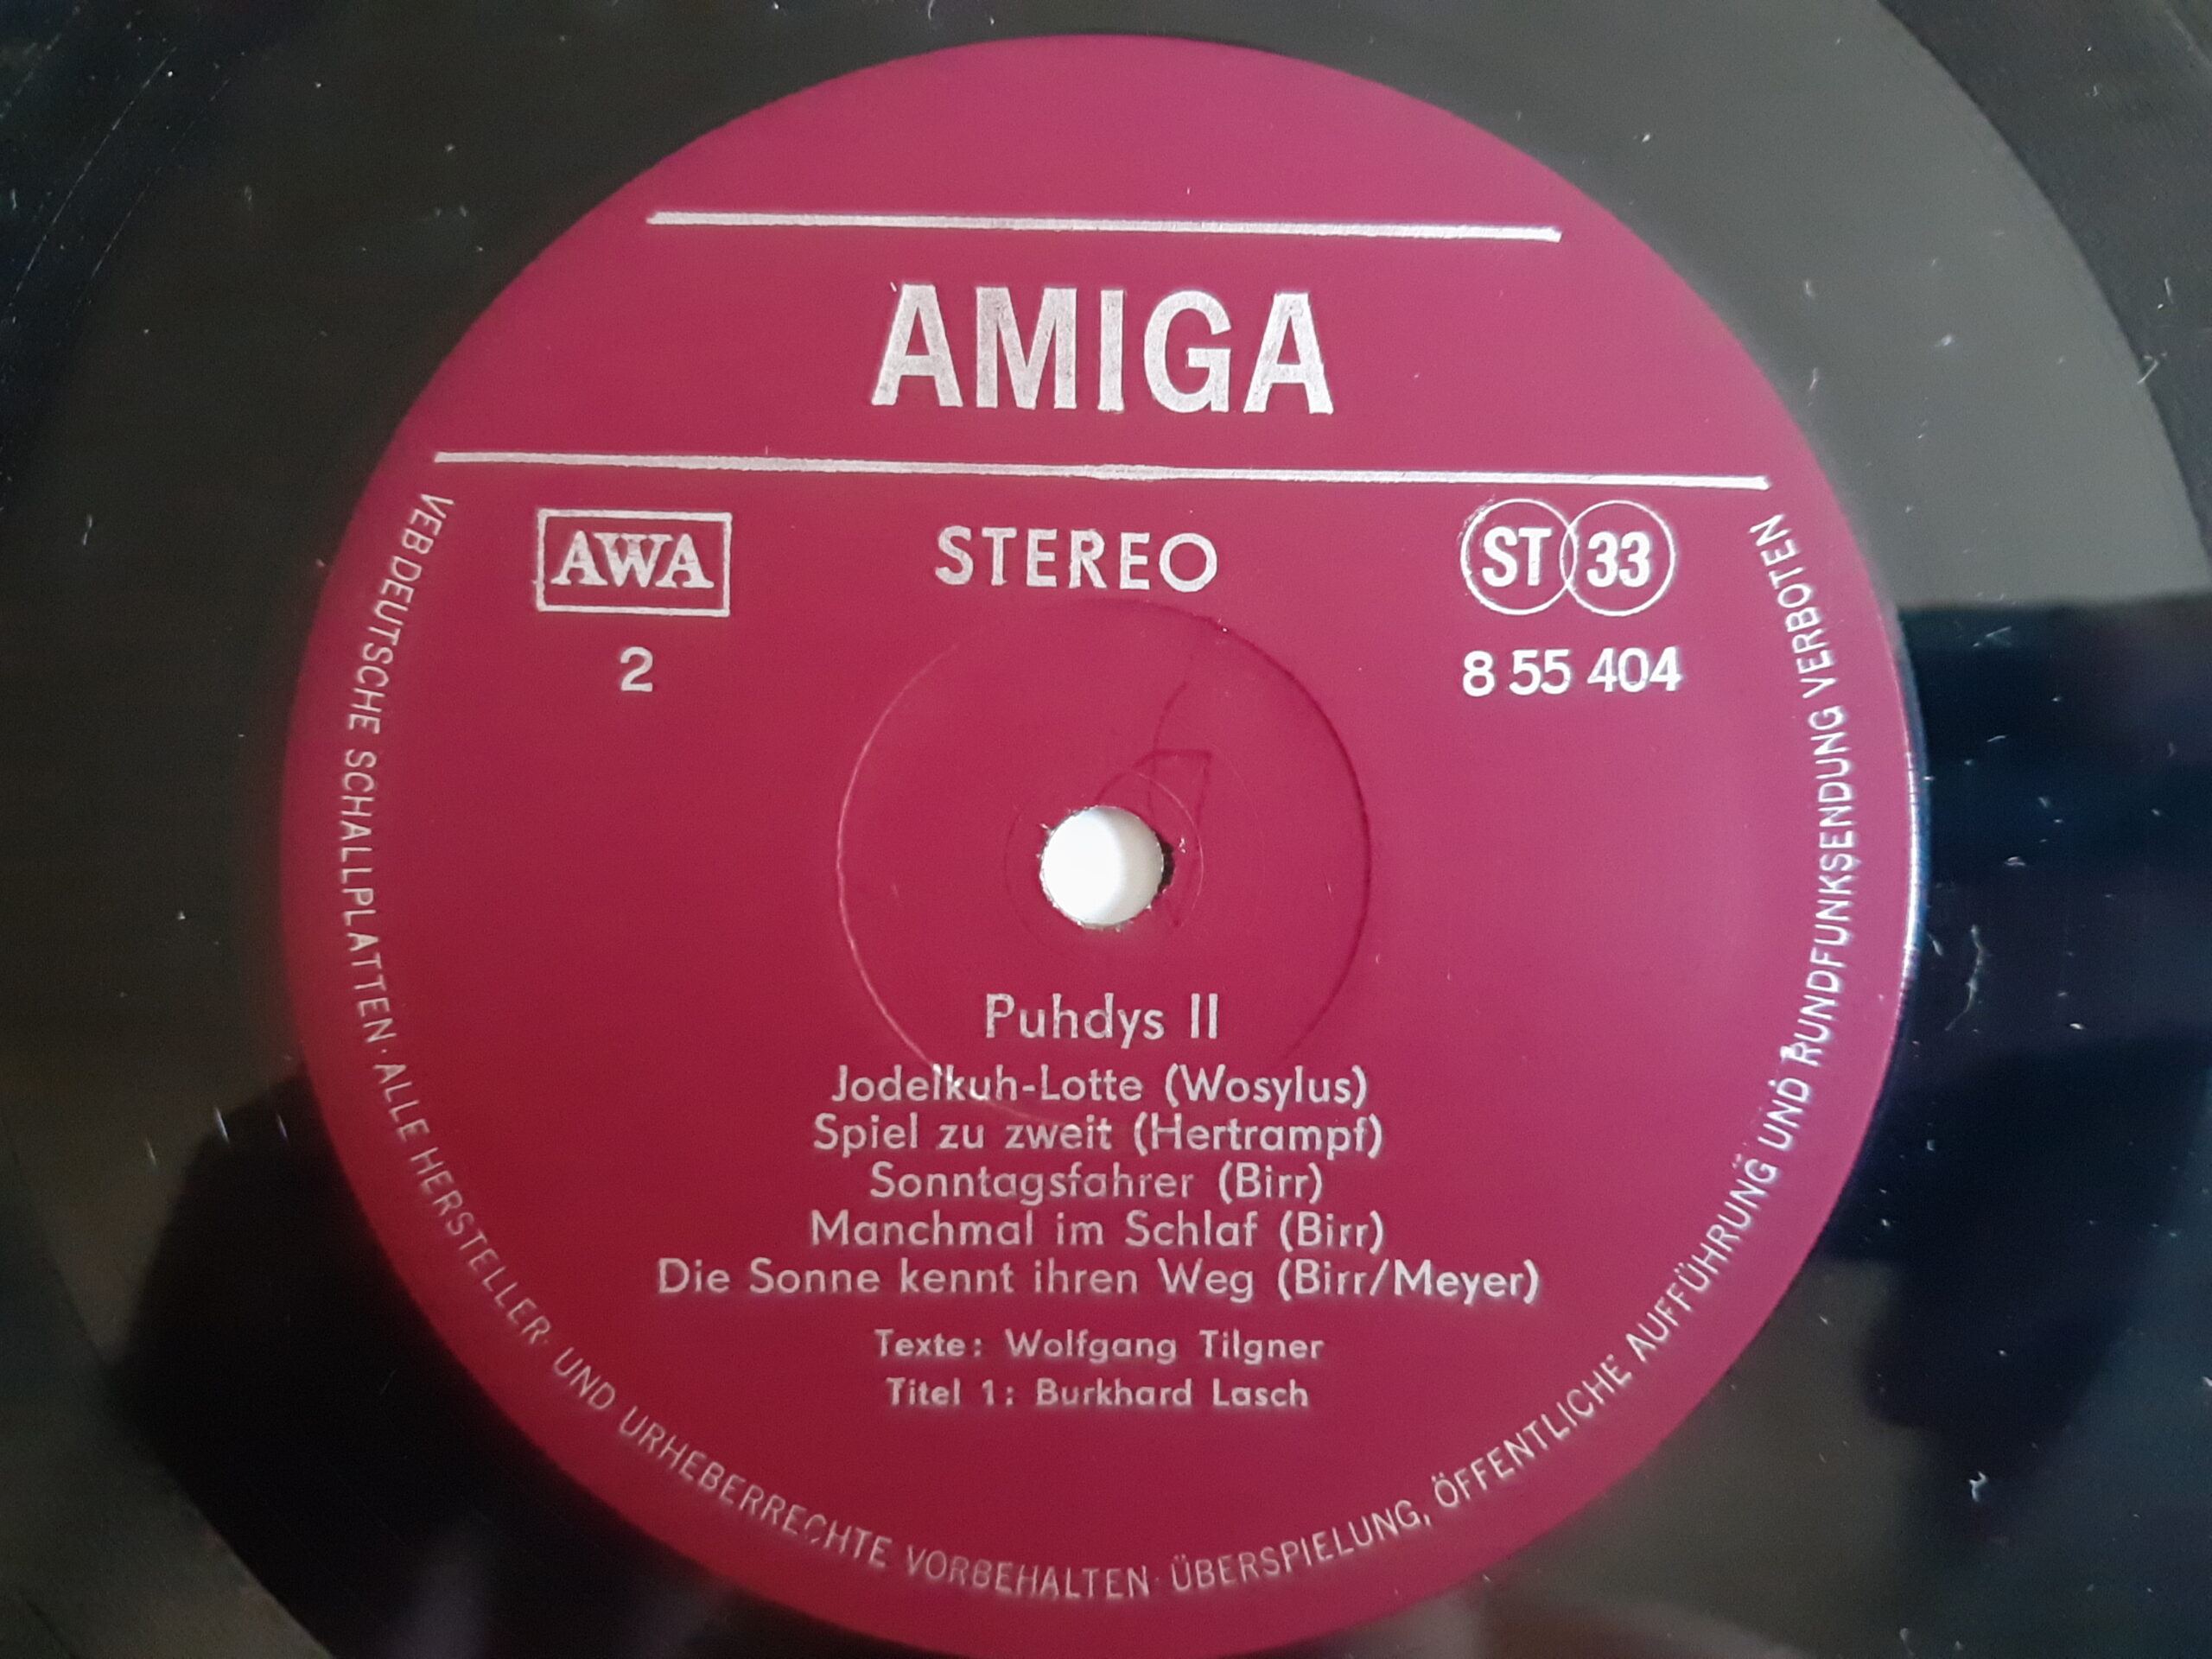 AMIGA
AWA
STEREO
ST 33
2
8 55 404
Puhdys II
Jodelkuh-Lotte (Wosylus)
Spiel zu zweit (Hertrampf)
Sonntagsfahrer (Birr)
Manchmal im Schlaf (Birr)
Die Sonne kennt ihren Weg (Birr/Meyer)
Texte: Wolfgang Tilgner
Titel 1: Burkhard Lasch
VEB DEUTSCHE SCHALLPLATTEN · ALLE HERSTELLER- UND URHEBERRECHTE VORBEHALTEN · ÜBERSPIELUNG, ÖFFENTLICHE AUFFÜHRUNG UND RUNDFUNKSENDUNG VERBOTEN